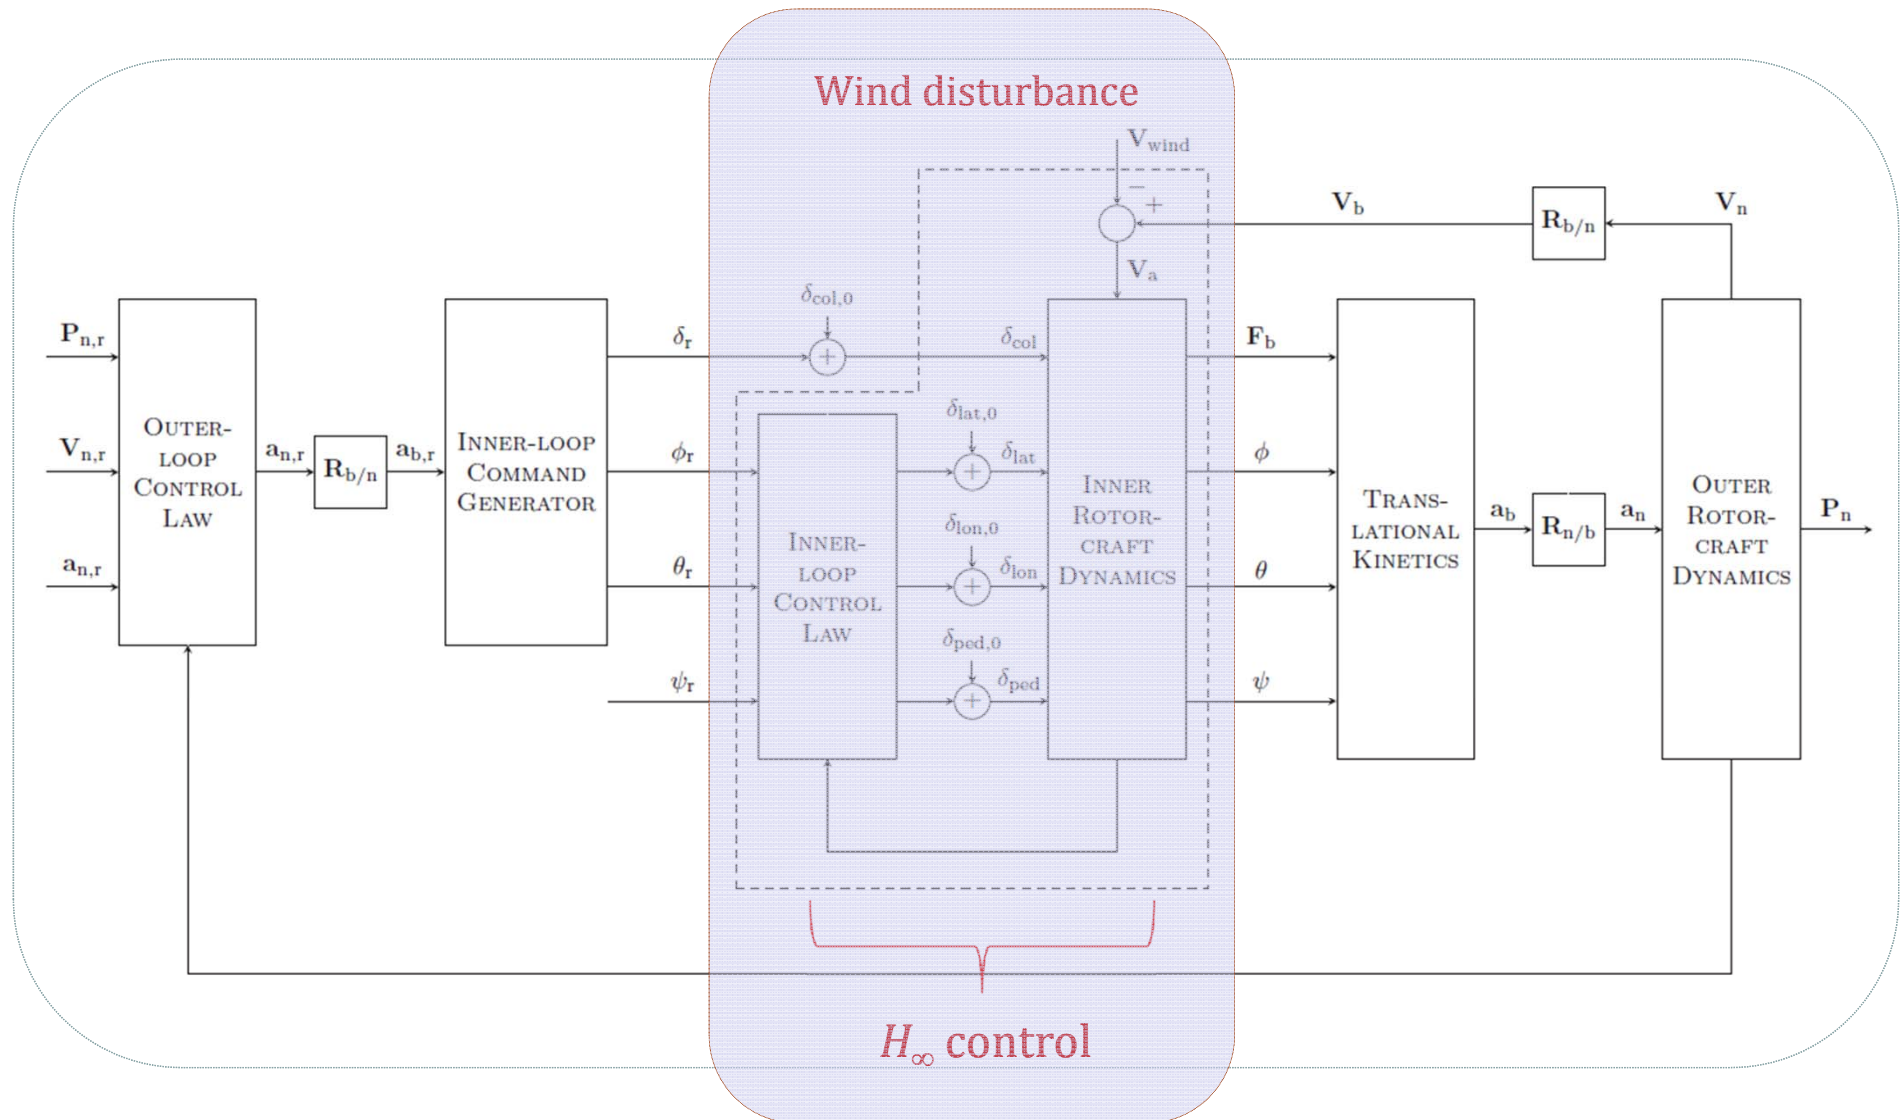 Wind disturbance
V_wind
−
+
V_b
R_b/n
V_n
V_a
δ_col,0
P_n,r
δ_r
+
δ_col
F_b
δ_lat,0
V_n,r
OUTER-
LOOP
CONTROL
LAW
a_n,r
R_b/n
a_b,r
INNER-LOOP
COMMAND
GENERATOR
ϕ_r
+
δ_lat
ϕ
INNER
ROTOR-
CRAFT
DYNAMICS
TRANS-
LATIONAL
KINETICS
a_b
R_n/b
a_n
OUTER
ROTOR-
CRAFT
DYNAMICS
P_n
δ_lon,0
a_n,r
θ_r
INNER-
LOOP
CONTROL
LAW
+
δ_lon
θ
δ_ped,0
ψ_r
+
δ_ped
ψ
H_∞ control